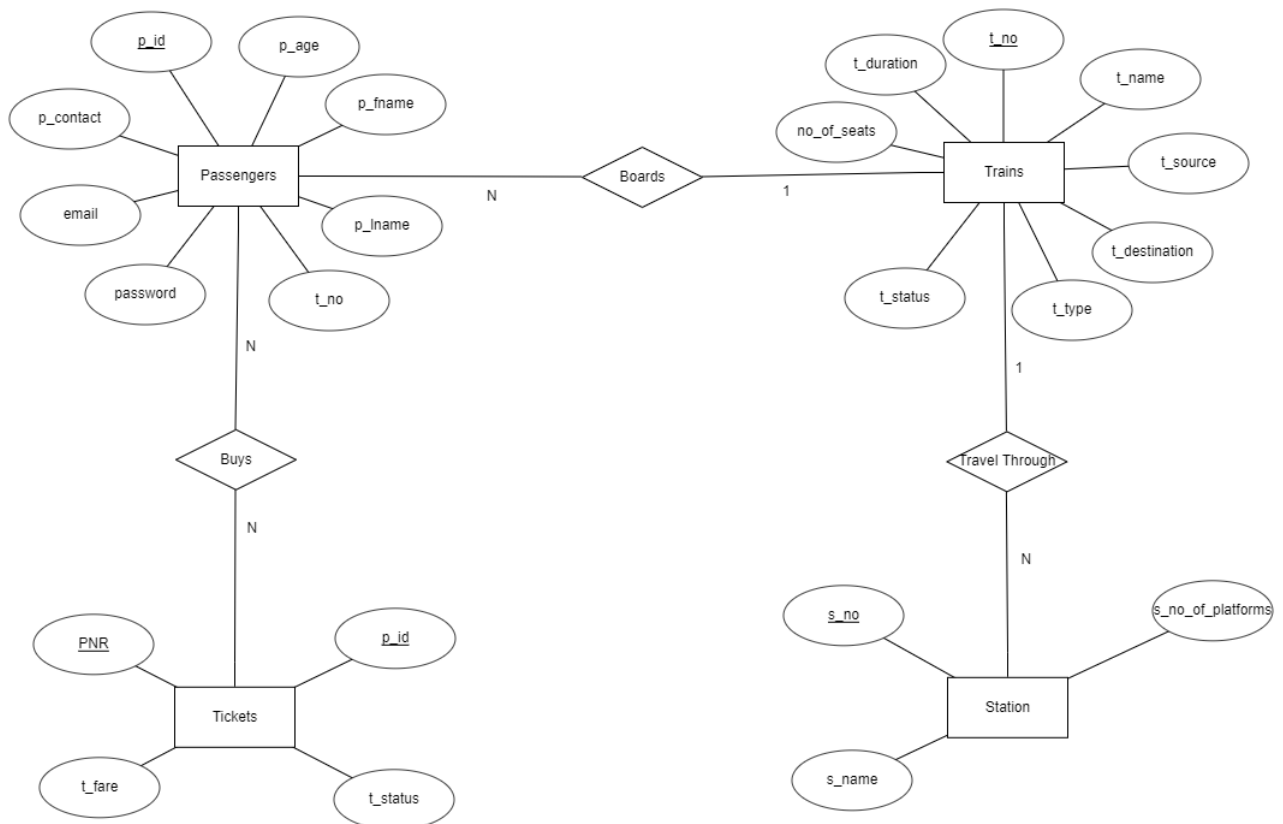 p_id
p_age
p_fname
p_contact
Passengers
email
p_lname
password
t_no
N
Boards
1
t_no
t_duration
t_name
no_of_seats
Trains
t_source
t_destination
t_status
t_type
N
Buys
N
1
Travel Through
N
PNR
p_id
Tickets
t_fare
t_status
s_no
s_no_of_platforms
Station
s_name